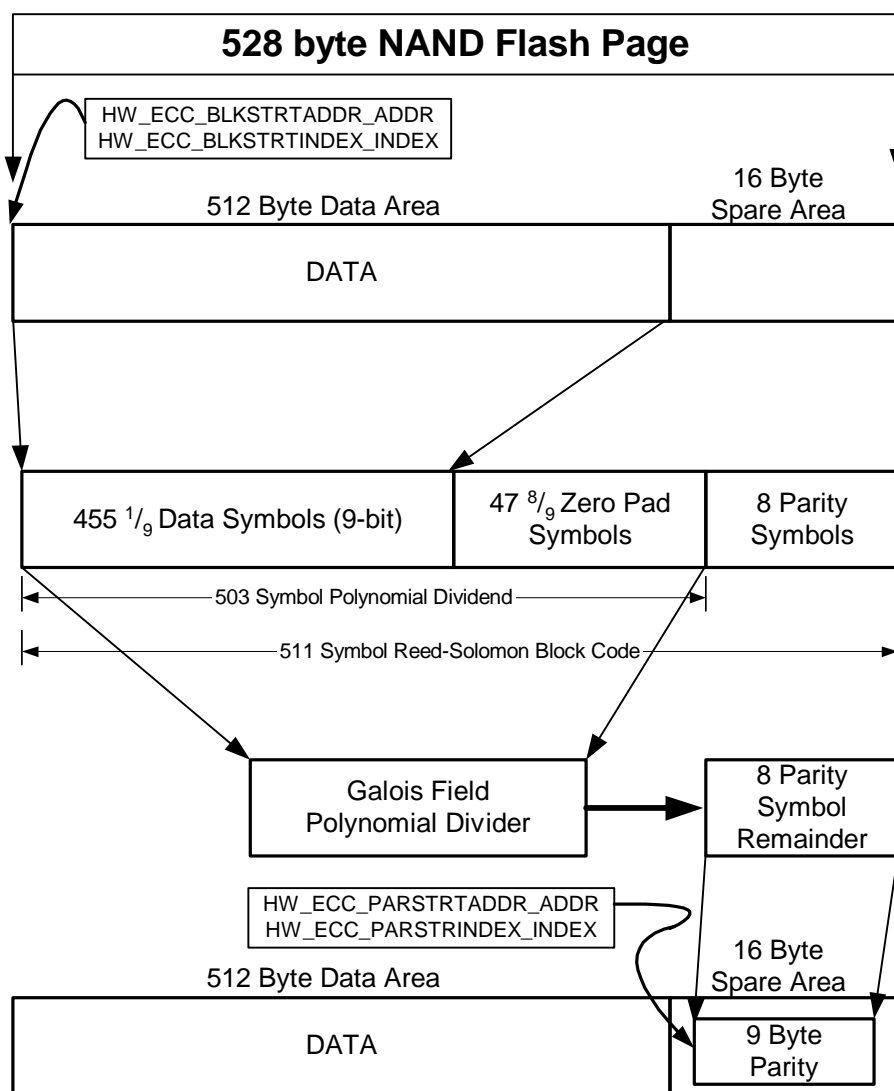 528 byte NAND Flash Page
HW_ECC_BLKSTRTADDR_ADDR
HW_ECC_BLKSTRTINDEX_INDEX
512 Byte Data Area
16 Byte
Spare Area
DATA
455 1/9 Data Symbols (9-bit)
47 8/9 Zero Pad
Symbols
8 Parity
Symbols
503 Symbol Polynomial Dividend
511 Symbol Reed-Solomon Block Code
Galois Field
Polynomial Divider
8 Parity
Symbol
Remainder
HW_ECC_PARSTRTADDR_ADDR
HW_ECC_PARSTRINDEX_INDEX
512 Byte Data Area
16 Byte
Spare Area
DATA
9 Byte
Parity